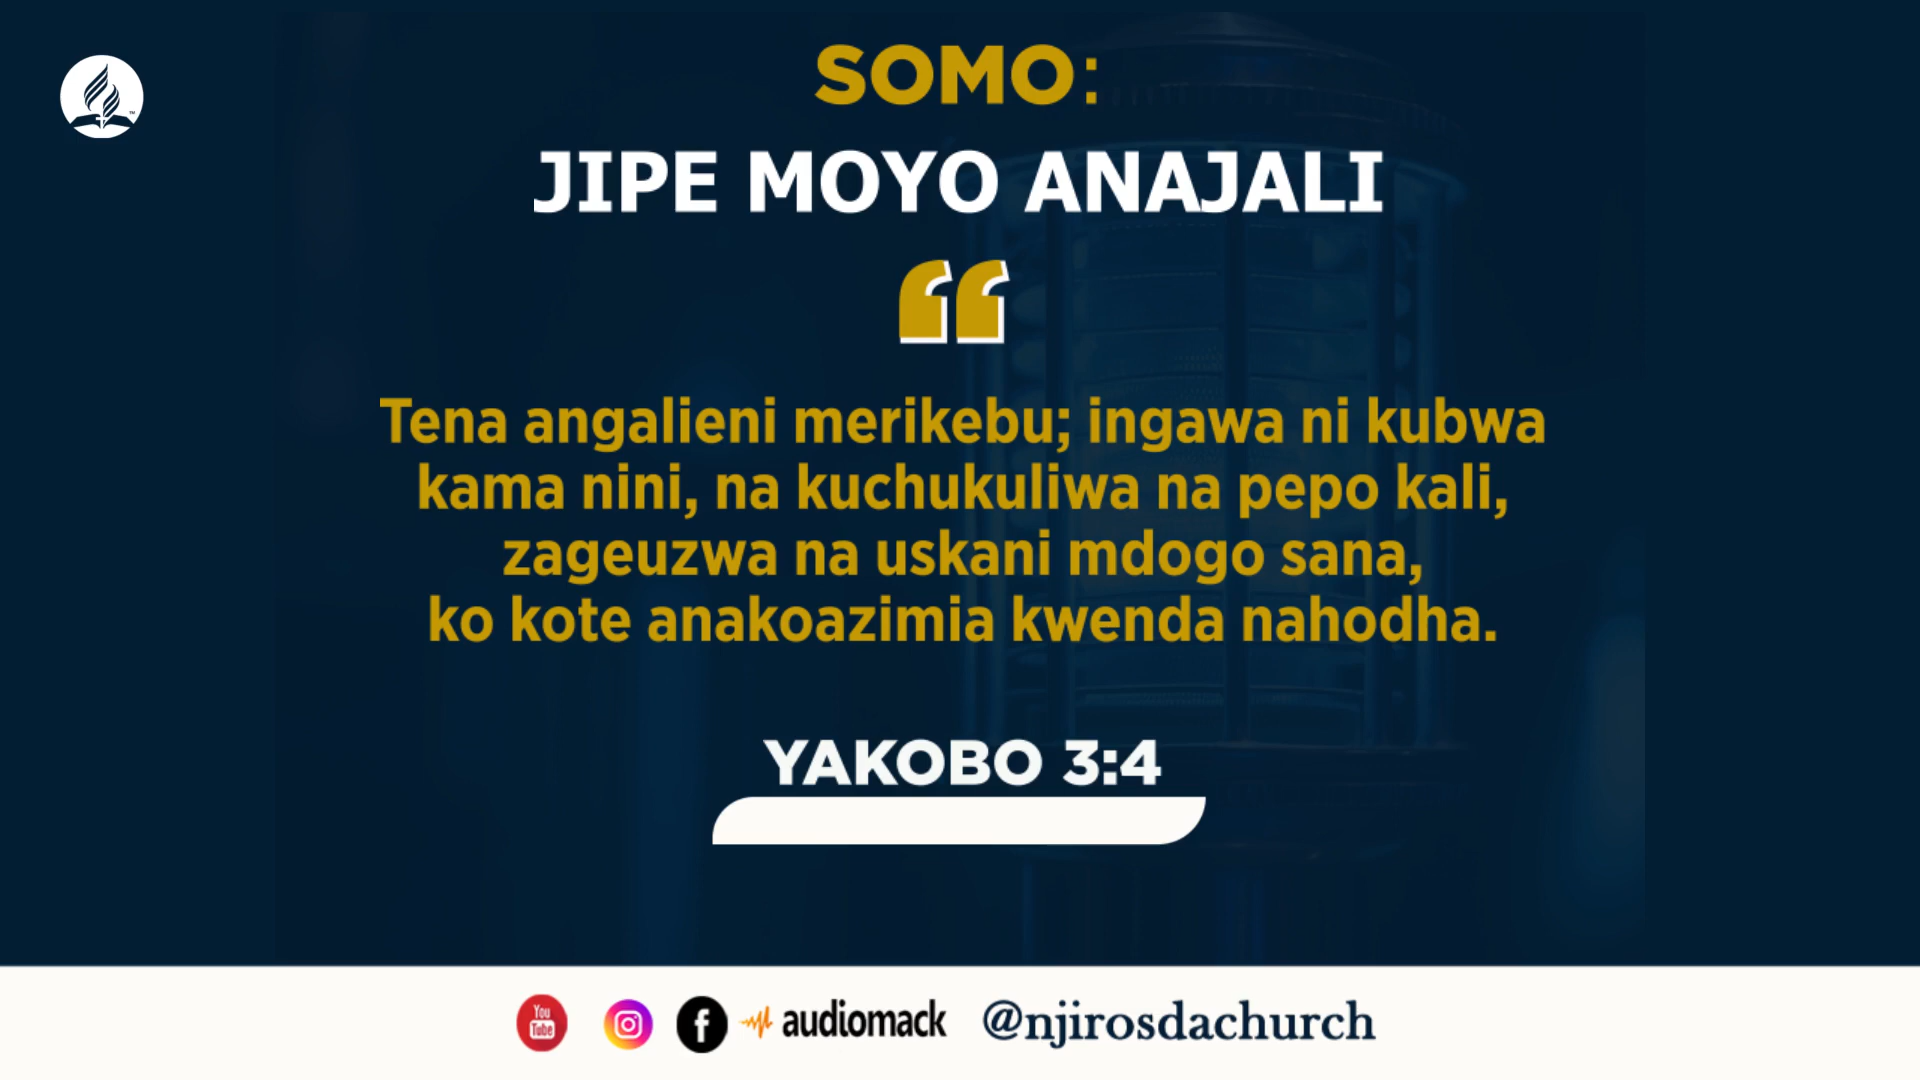 SOMO:
JIPE MOYO ANAJALI
“
Tena angalieni merikebu; ingawa ni kubwa
kama nini, na kuchukuliwa na pepo kali,
zageuzwa na uskani mdogo sana,
ko kote anakoazimia kwenda nahodha.
YAKOBO 3:4
You Tube audiomack @njirosdachurch